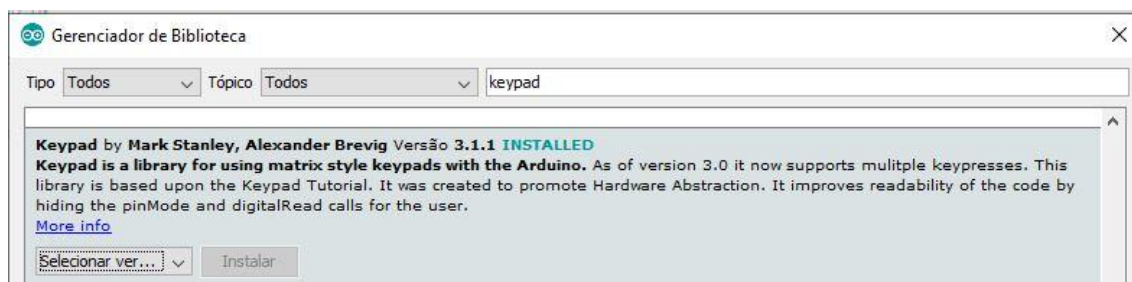 Gerenciador de Biblioteca
Tipo Todos Tópico Todos keypad
Keypad by Mark Stanley, Alexander Brevig Versão 3.1.1 INSTALLED
Keypad is a library for using matrix style keypads with the Arduino. As of version 3.0 it now supports mulitple keypresses. This
library is based upon the Keypad Tutorial. It was created to promote Hardware Abstraction. It improves readability of the code by
hiding the pinMode and digitalRead calls for the user.
More info
Selecionar ver... Instalar